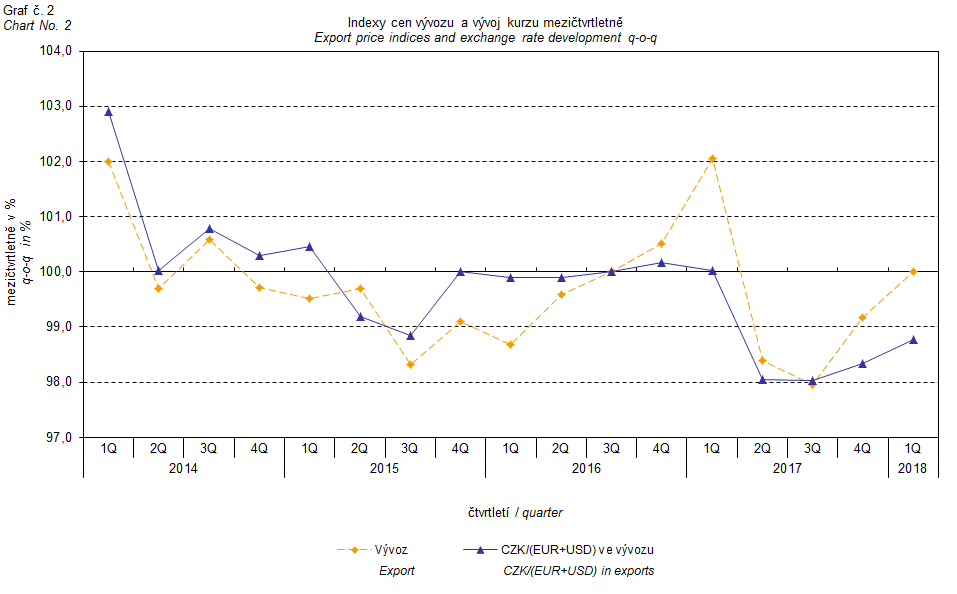 Graf č. 2
Chart No. 2
Indexy cen vývozu a vývoj kurzu mezičtvrtletně
Export price indices and exchange rate development q-o-q
mezičtvrtletně v %
q-o-q in %
104,0
103,0
102,0
101,0
100,0
99,0
98,0
97,0
1Q 2Q 3Q 4Q 1Q 2Q 3Q 4Q 1Q 2Q 3Q 4Q 1Q 2Q 3Q 4Q 1Q
2014 2015 2016 2017 2018
čtvrtletí / quarter
Vývoz CZK/(EUR+USD) ve vývozu
Export CZK/(EUR+USD) in exports